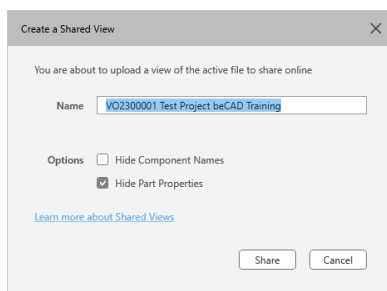 Create a Shared View
You are about to upload a view of the active file to share online
Name VO2300001 Test Project beCAD Training
Options Hide Component Names
Hide Part Properties
Learn more about Shared Views
Share Cancel